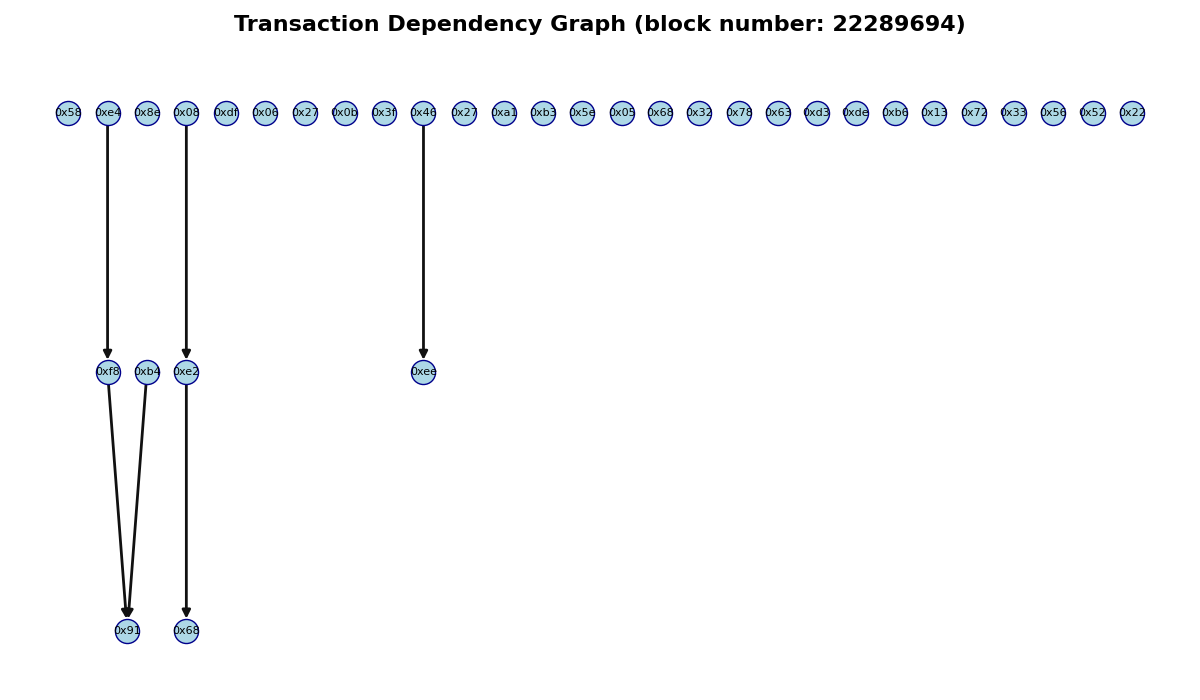 Transaction Dependency Graph (block number: 22289694)
0x58 0xe4 0x8e 0x08 0xdf 0x06 0x27 0x0b 0x3f 0x46 0x27 0xa1 0xb3 0x5e 0x05 0x68 0x32 0x78 0x63 0xd3 0xde 0xb6 0x13 0x72 0x33 0x56 0x52 0x22
0xf8 0xb4 0xe2 0xee
0x91 0x68